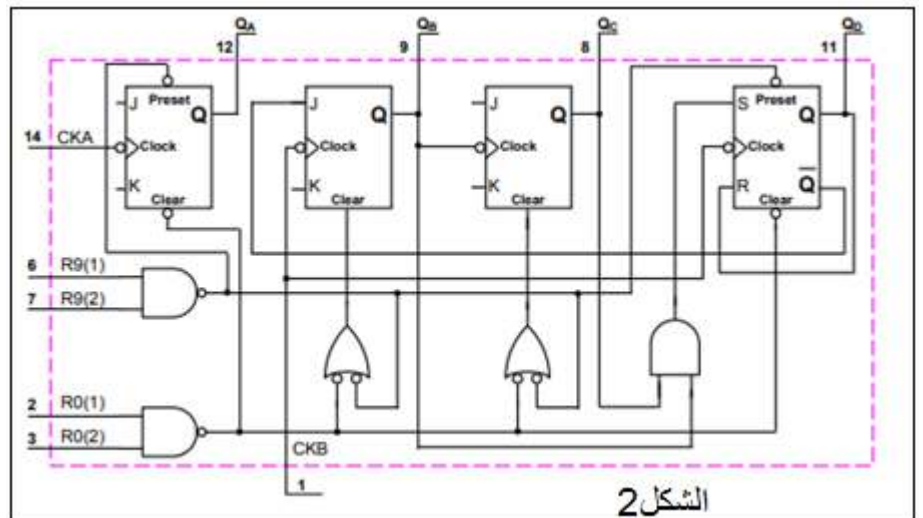 QA QB QC QD
12 9 8 11
J Preset Q J Q J Q S Preset Q
14 CKA Clock Clock Clock Clock
K Clear K K Clear R Clear Q
6 R9(1)
7 R9(2)
2 R0(1)
3 R0(2)
CKB
1
الشكل2